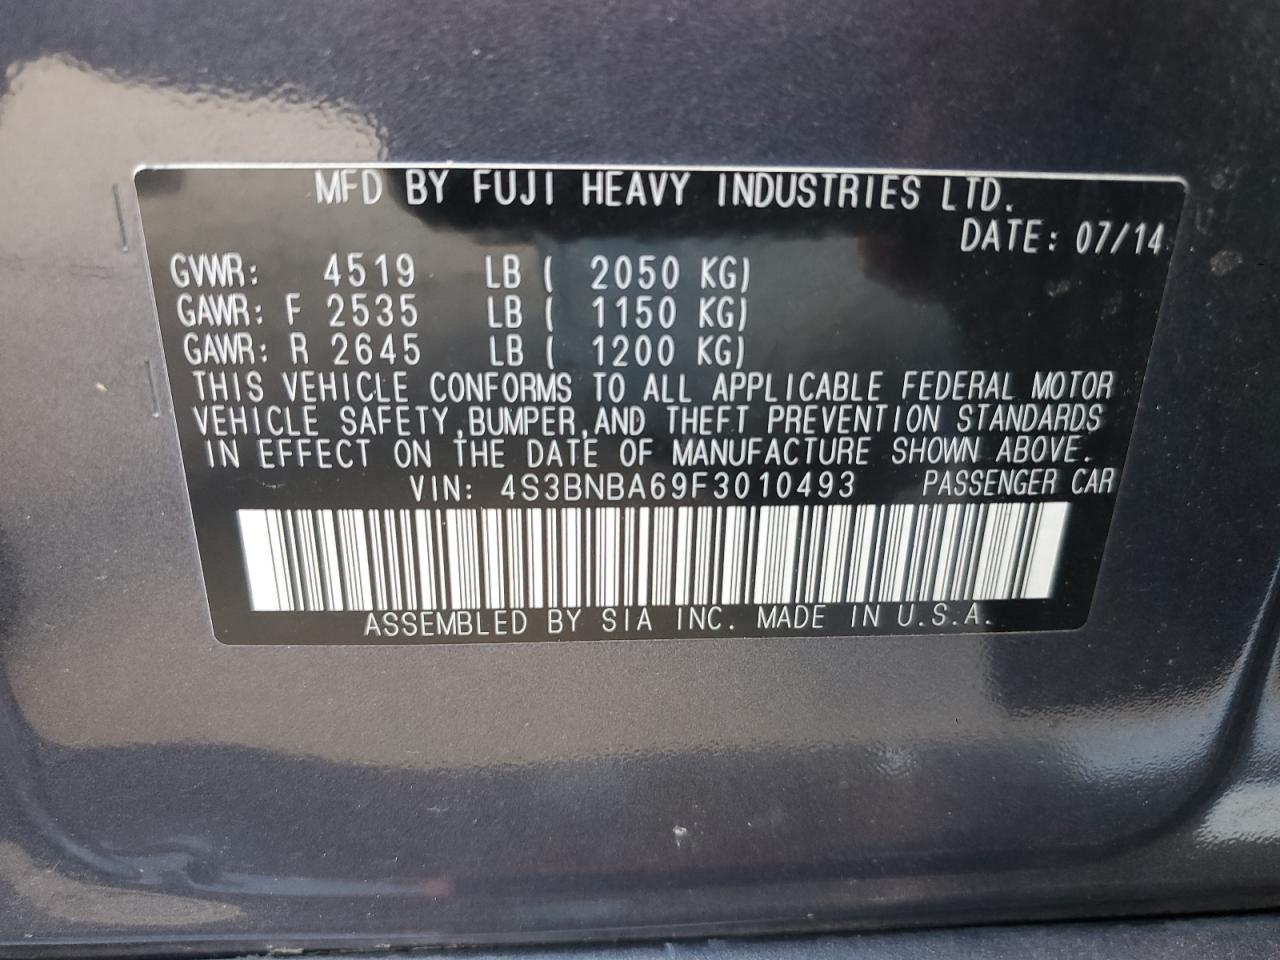 MFD BY FUJI HEAVY INDUSTRIES LTD.
DATE: 07/14
GVWR: 4519 LB ( 2050 KG)
GAWR: F 2535 LB ( 1150 KG)
GAWR: R 2645 LB ( 1200 KG)
THIS VEHICLE CONFORMS TO ALL APPLICABLE FEDERAL MOTOR
VEHICLE SAFETY,BUMPER,AND THEFT PREVENTION STANDARDS
IN EFFECT ON THE DATE OF MANUFACTURE SHOWN ABOVE.
VIN: 4S3BNBA69F3010493 PASSENGER CAR
ASSEMBLED BY SIA INC. MADE IN U.S.A.